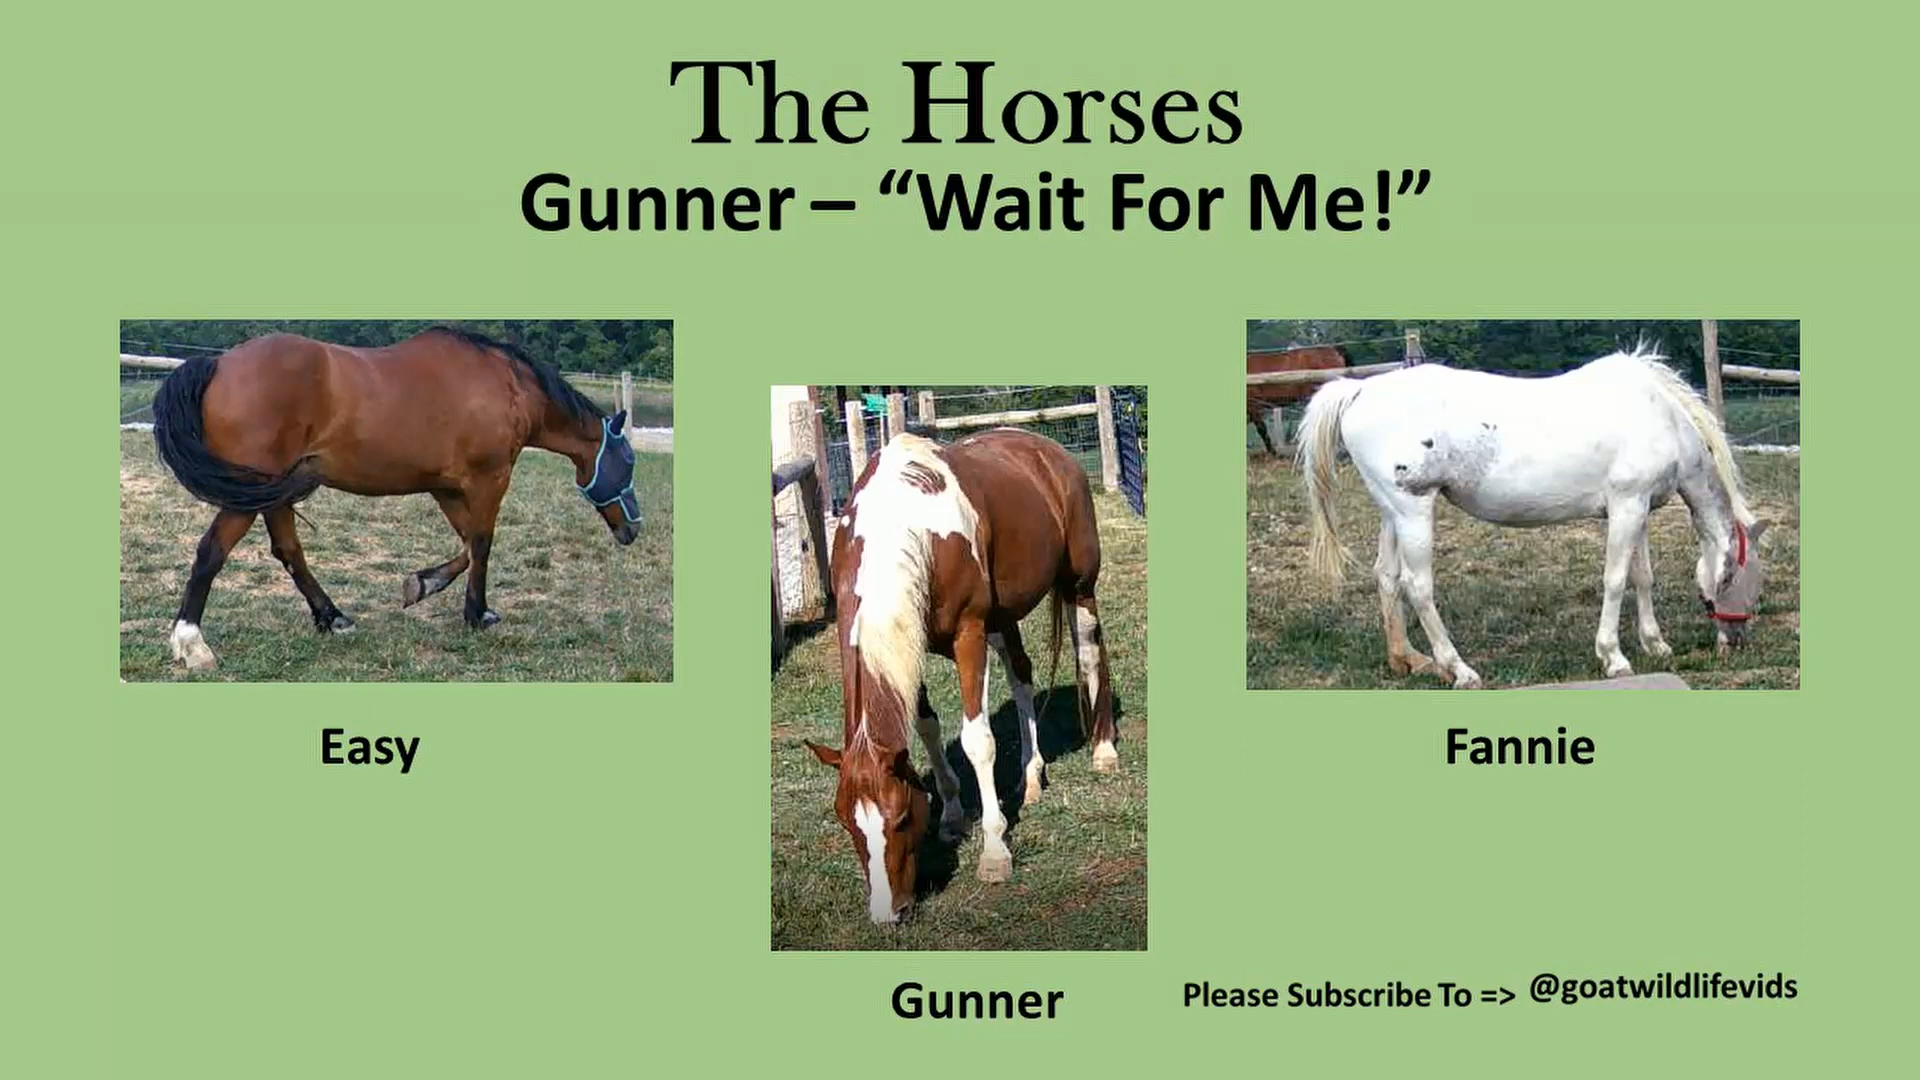 The Horses
Gunner – “Wait For Me!”
Easy
Fannie
Gunner
Please Subscribe To => @goatwildlifevids